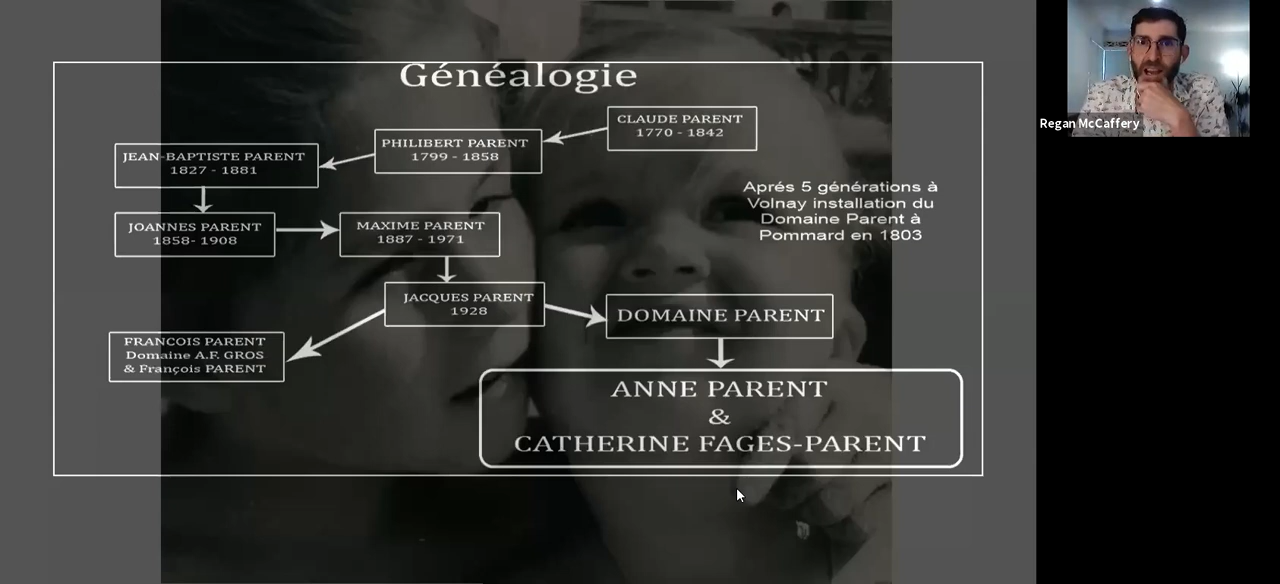 Généalogie
CLAUDE PARENT
1770 - 1842
PHILIBERT PARENT
1799 - 1858
JEAN-BAPTISTE PARENT
1827 - 1881
JOANNES PARENT
1858- 1908
MAXIME PARENT
1887 - 1971
JACQUES PARENT
1928
Aprés 5 générations à
Volnay installation du
Domaine Parent à
Pommard en 1803
FRANCOIS PARENT
Domaine A.F. GROS
& François PARENT
DOMAINE PARENT
ANNE PARENT
&
CATHERINE FAGES-PARENT
Regan McCaffery